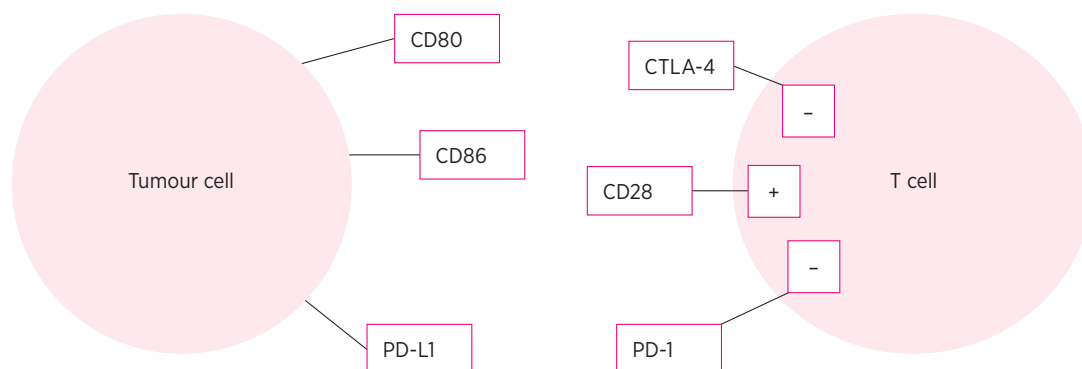 CD80
CD86
Tumour cell
PD-L1
CTLA-4
–
CD28
+
T cell
–
PD-1